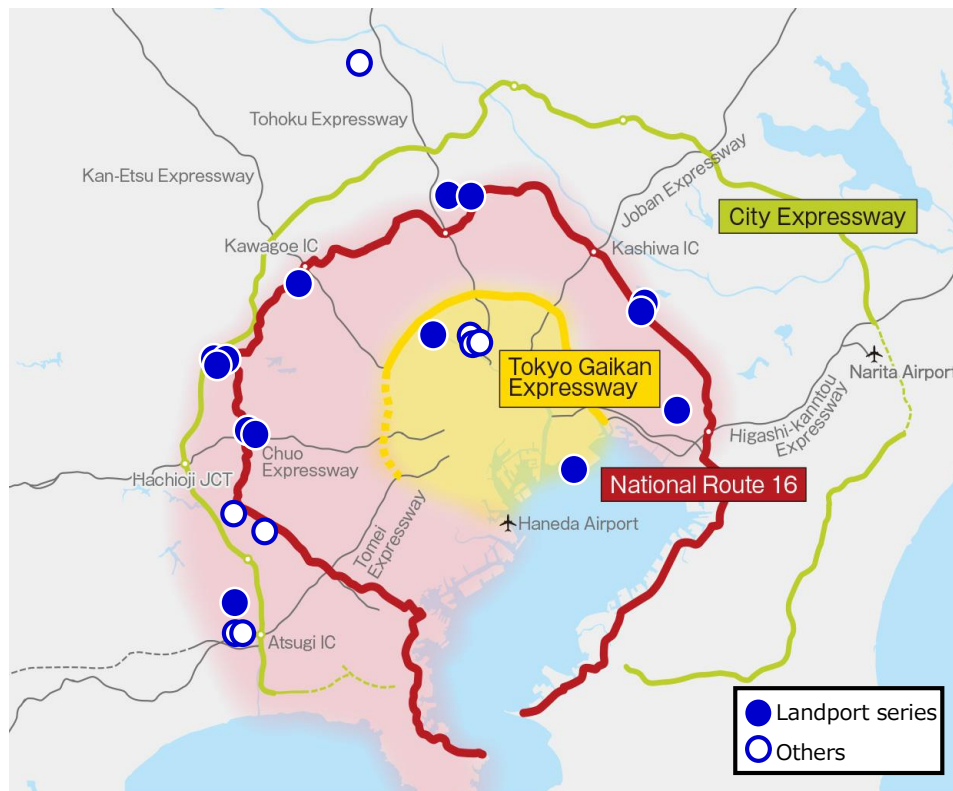 Tohoku Expressway
Kan-Etsu Expressway
Joban Expressway
City Expressway
Kawagoe IC
Kashiwa IC
Tokyo Gaikan
Expressway
Narita Airport
Higashi-kanntou
Expressway
Chuo
Expressway
Hachioji JCT
National Route 16
Haneda Airport
Tomei
Expressway
Atsugi IC
Landport series
Others